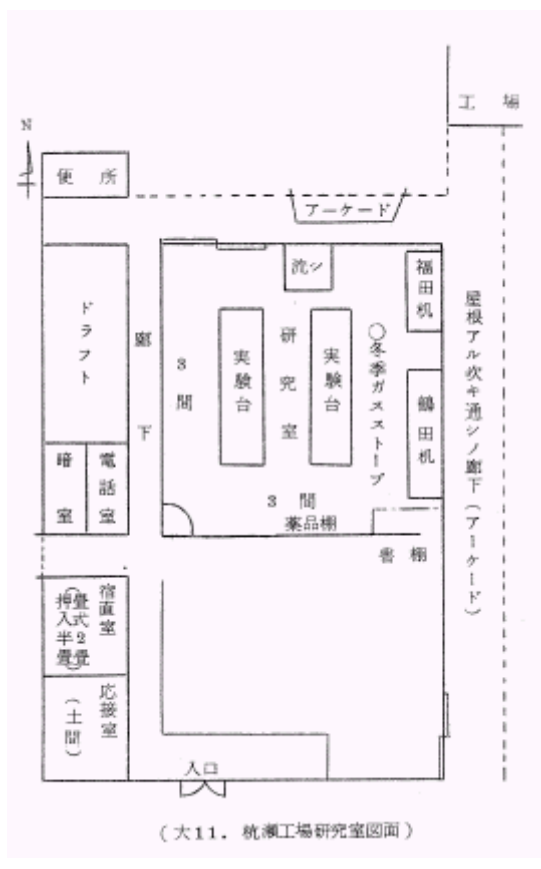 工場
N
便所
アーケード
流シ
福田机
ドラフト
廊下
3間
実験台
研究室
実験台
○冬季ガスストーブ
鶴田机
屋根アル吹キ通シノ廊下(アーケード)
暗室
電話室
3間
薬品棚
書棚
宿直室
(畳式2畳)
押入半畳
応接室
(土間)
入口
(大11.杭瀬工場研究室図面)